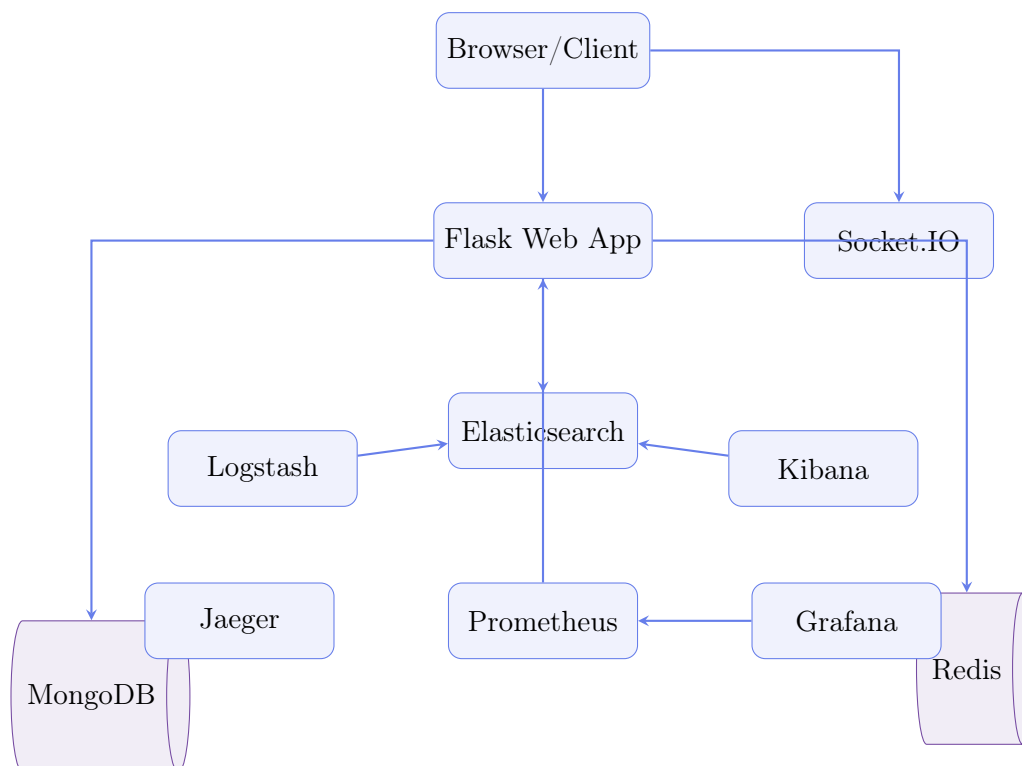 Browser/Client
Flask Web App
Socket.IO
Elasticsearch
Logstash
Kibana
Jaeger
Prometheus
Grafana
Redis
MongoDB